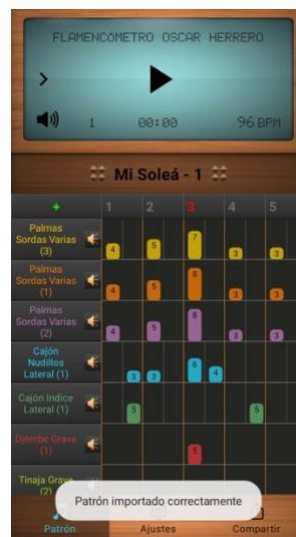 FLAMENCÓMETRO OSCAR HERRERO
1 00:00 96 BPM
Mi Soleá - 1
+ 1 2 3 4 5
Palmas
Sordas Varias
(3)
4 5 7 3 3
Palmas
Sordas Varias
(1)
4 5 8 3 3
Palmas
Sordas Varias
(2)
4 5 8 3 3
Cajón
Nudillos
Lateral (1)
3 3 6 4
Cajón Indice
Lateral (1)
5 5
Djembe Grave
(1)
5
Tinaja Grave
(2)
Patrón importado correctamente
Patrón Ajustes Compartir